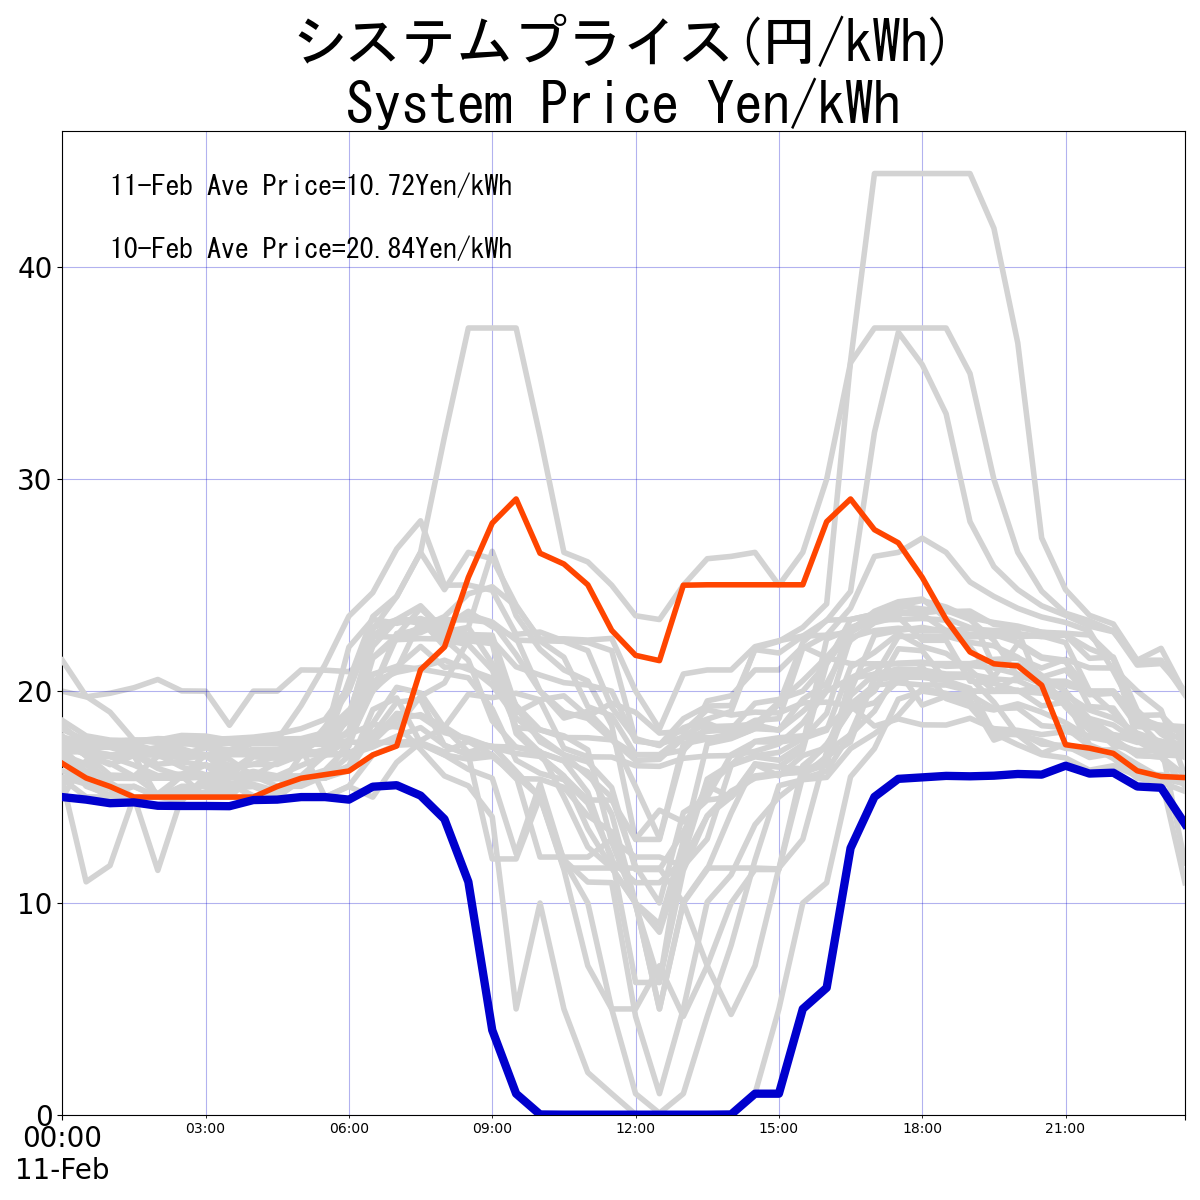 システムプライス(円/kWh)
System Price Yen/kWh
11-Feb Ave Price=10.72Yen/kWh
10-Feb Ave Price=20.84Yen/kWh
40
30
20
10
0
00:00 03:00 06:00 09:00 12:00 15:00 18:00 21:00
11-Feb